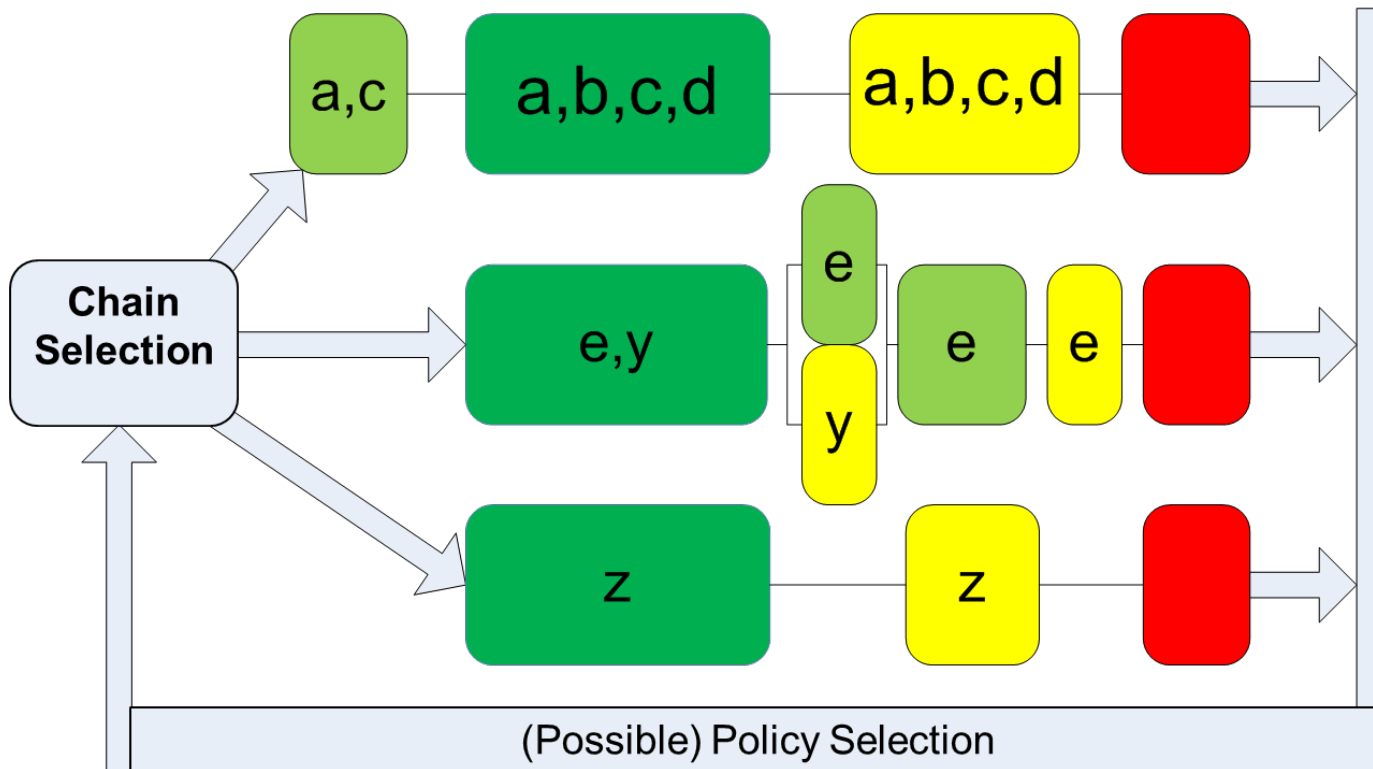 a,c
a,b,c,d
a,b,c,d
Chain
Selection
e,y
e
y
e
e
z
z
(Possible) Policy Selection